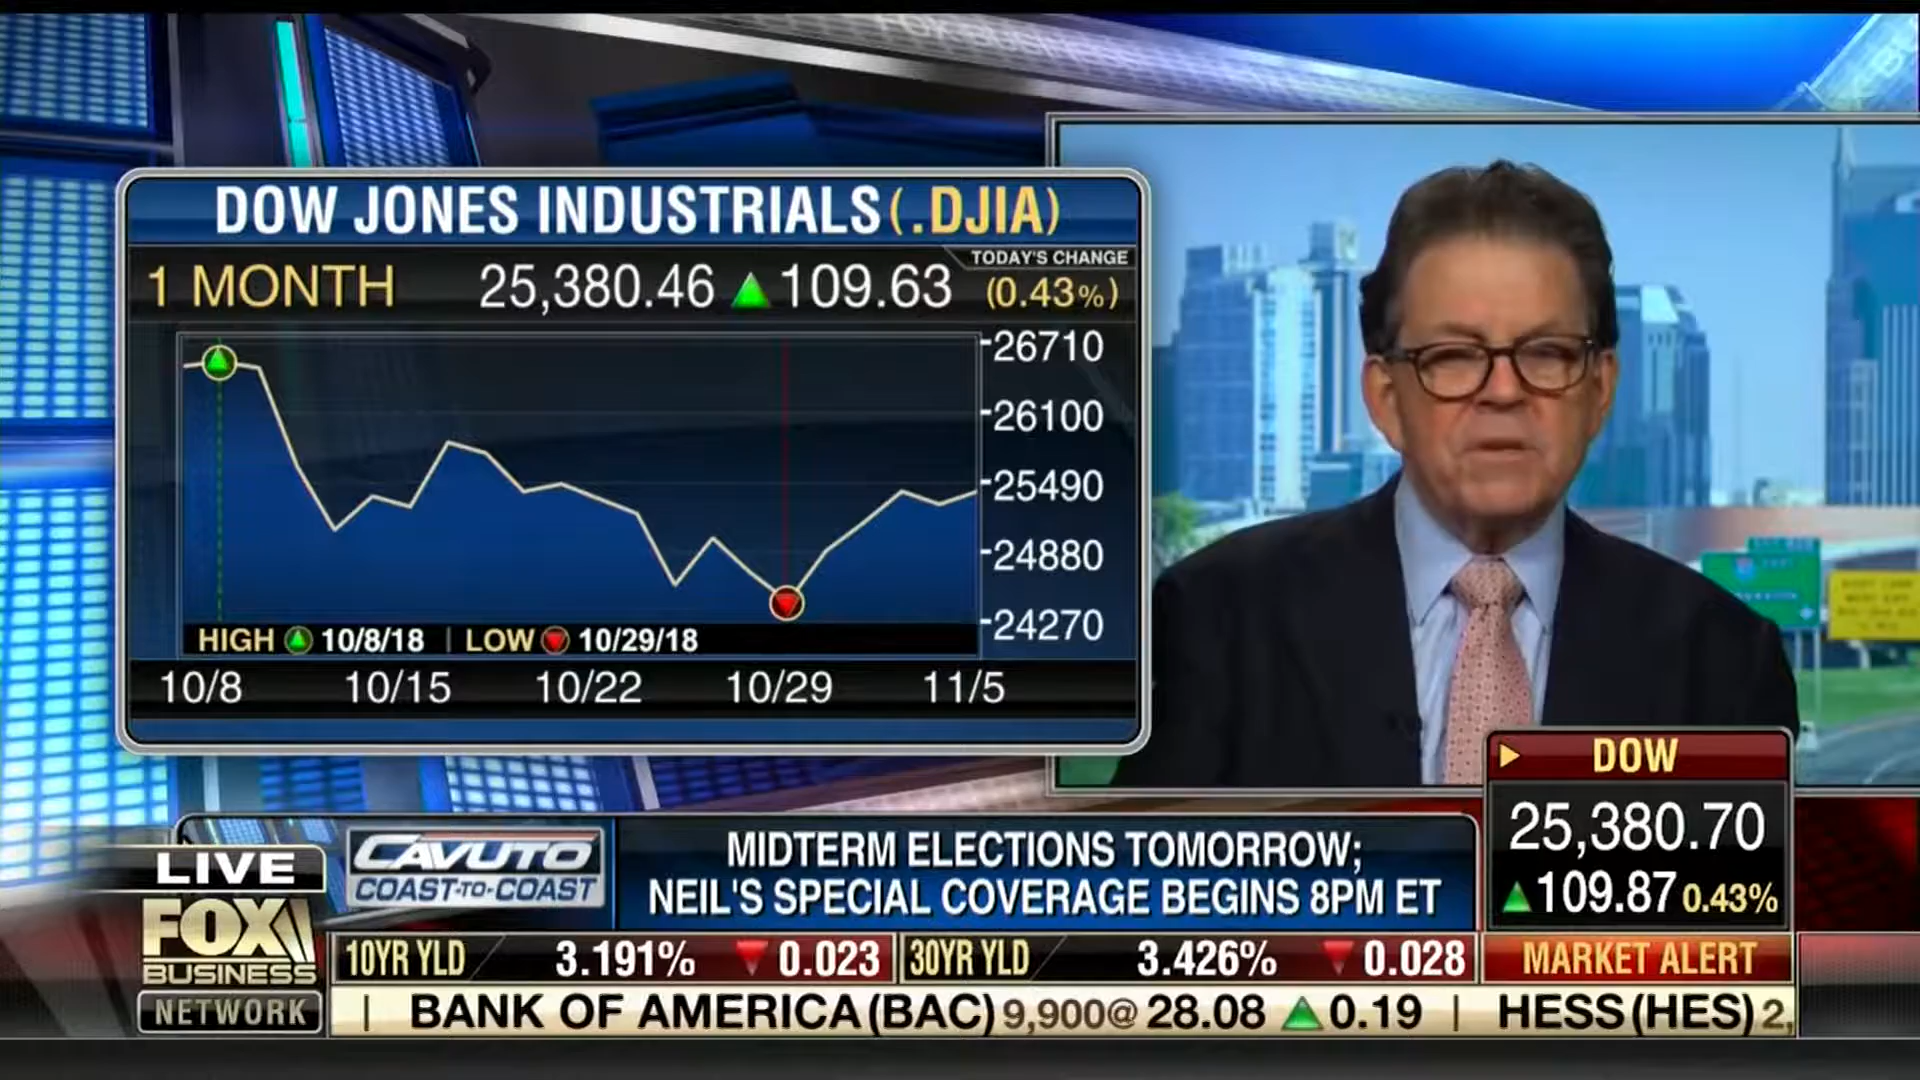 FOX BUSINESS
DOW JONES INDUSTRIALS(.DJIA)
TODAY'S CHANGE
1 MONTH 25,380.46 ▲109.63 (0.43%)
26710
26100
25490
24880
24270
HIGH ▲ 10/8/18 | LOW ▼ 10/29/18
10/8 10/15 10/22 10/29 11/5
DOW
25,380.70
▲109.87 0.43%
MARKET ALERT
LIVE
FOX
BUSINESS
NETWORK
CAVUTO
COAST-TO-COAST
MIDTERM ELECTIONS TOMORROW;
NEIL'S SPECIAL COVERAGE BEGINS 8PM ET
10YR YLD 3.191% ▼ 0.023 30YR YLD 3.426% ▼ 0.028
| BANK OF AMERICA(BAC) 9,900@ 28.08 ▲0.19 | HESS(HES) 2,